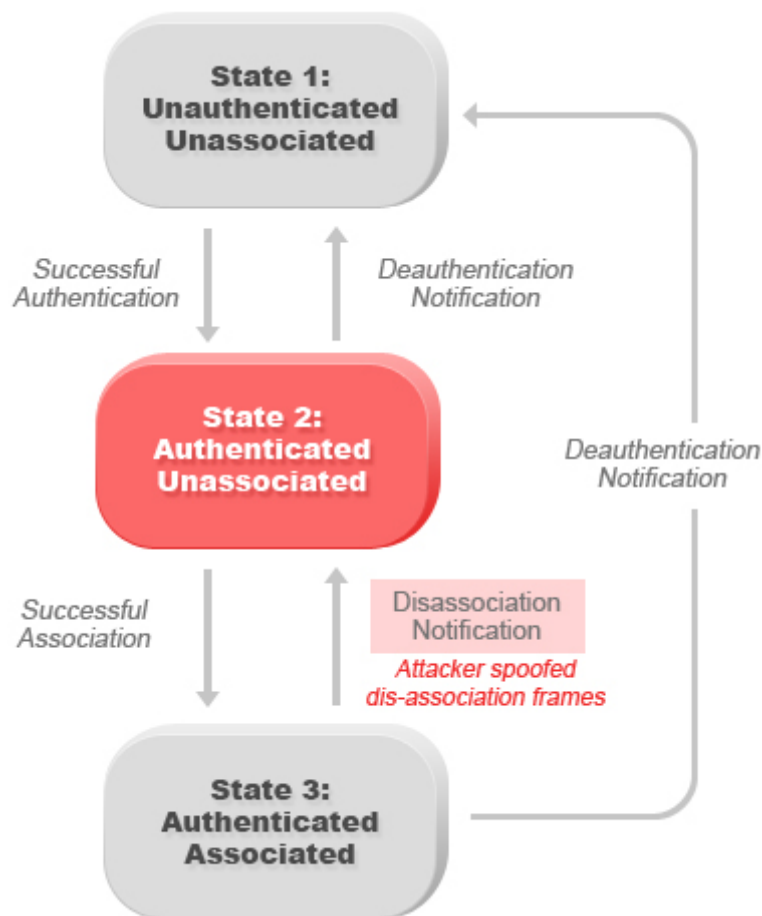 State 1:
Unauthenticated
Unassociated
Successful
Authentication
Deauthentication
Notification
State 2:
Authenticated
Unassociated
Deauthentication
Notification
Successful
Association
Disassociation
Notification
Attacker spoofed
dis-association frames
State 3:
Authenticated
Associated